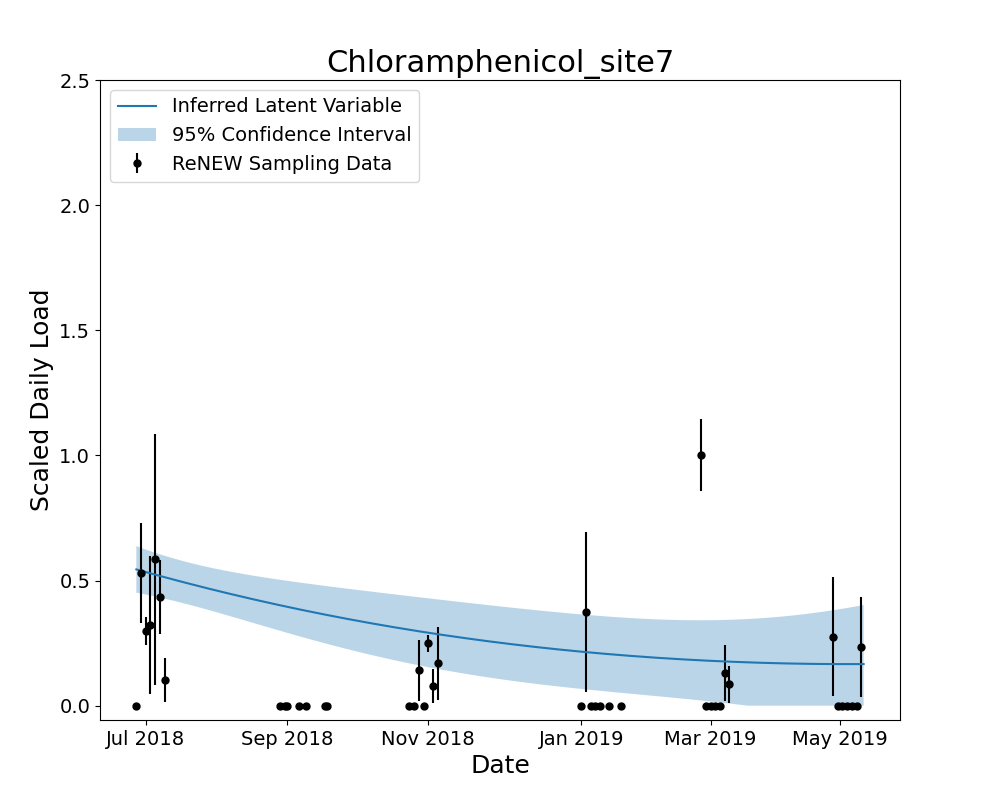 Chloramphenicol_site7
Inferred Latent Variable
95% Confidence Interval
ReNEW Sampling Data
Scaled Daily Load
2.5
2.0
1.5
1.0
0.5
0.0
Jul 2018
Sep 2018
Nov 2018
Jan 2019
Mar 2019
May 2019
Date